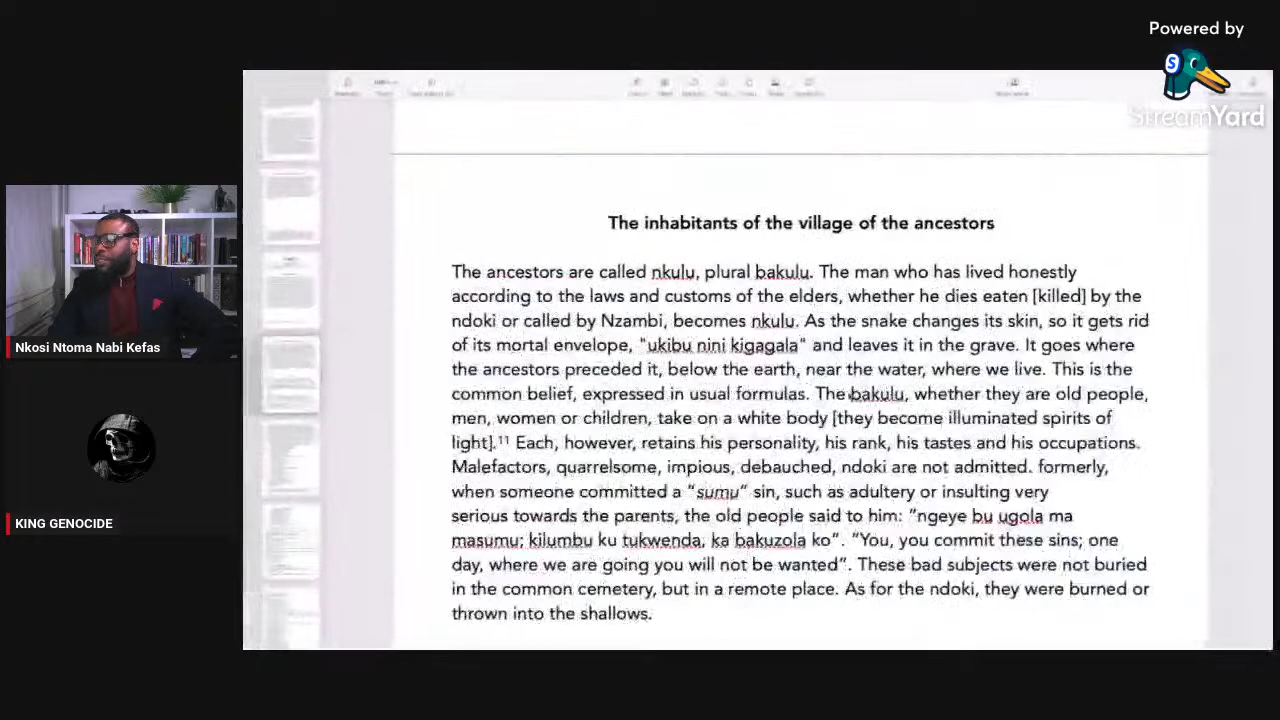 Powered by
StreamYard
The inhabitants of the village of the ancestors
The ancestors are called nkulu, plural bakulu. The man who has lived honestly
according to the laws and customs of the elders, whether he dies eaten [killed] by the
ndoki or called by Nzambi, becomes nkulu. As the snake changes its skin, so it gets rid
of its mortal envelope, "ukibu nini kigagala" and leaves it in the grave. It goes where
the ancestors preceded it, below the earth, near the water, where we live. This is the
common belief, expressed in usual formulas. The bakulu, whether they are old people,
men, women or children, take on a white body [they become illuminated spirits of
light].¹¹ Each, however, retains his personality, his rank, his tastes and his occupations.
Malefactors, quarrelsome, impious, debauched, ndoki are not admitted. formerly,
when someone committed a “sumu” sin, such as adultery or insulting very
serious towards the parents, the old people said to him: “ngeye bu ugola ma
masumu; kilumbu ku tukwenda, ka bakuzola ko”. “You, you commit these sins; one
day, where we are going you will not be wanted”. These bad subjects were not buried
in the common cemetery, but in a remote place. As for the ndoki, they were burned or
thrown into the shallows.
Nkosi Ntoma Nabi Kefas
KING GENOCIDE